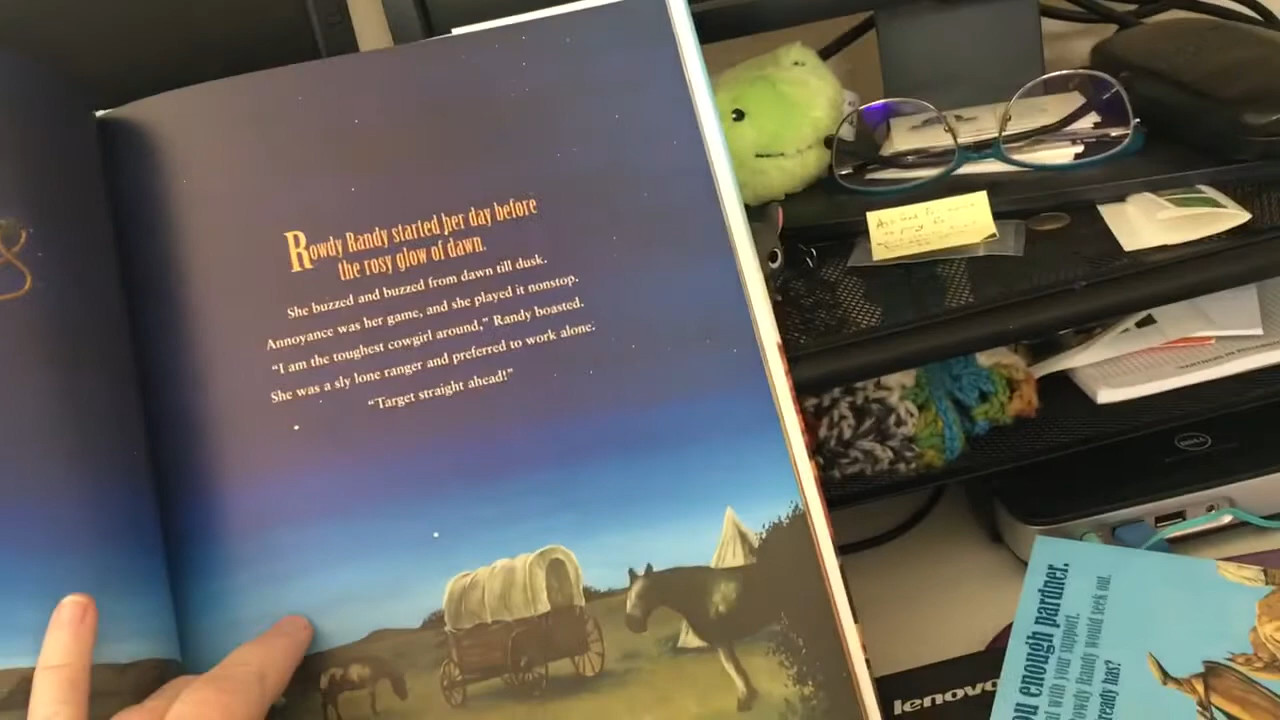 Rowdy Randy started her day before
the rosy glow of dawn.
She buzzed and buzzed from dawn till dusk.
Annoyance was her game, and she played it nonstop.
“I am the toughest cowgirl around,” Randy boasted.
She was a sly lone ranger and preferred to work alone.
“Target straight ahead!”
DELL
lenovo
ou enough pardner.
with your support.
owdy Randy would seek out.
ready has?